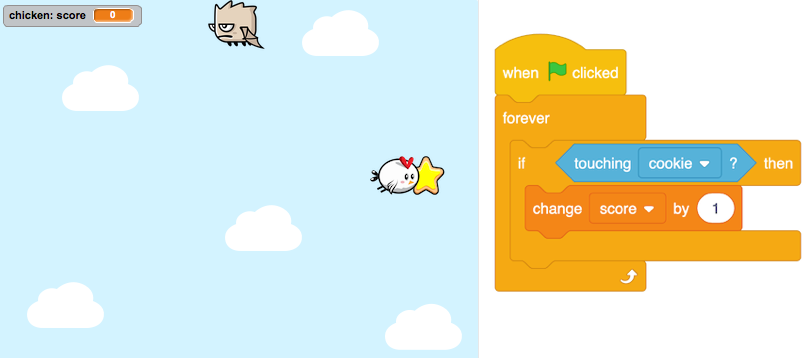 chicken: score 0
when clicked
forever
if touching cookie ? then
change score by 1